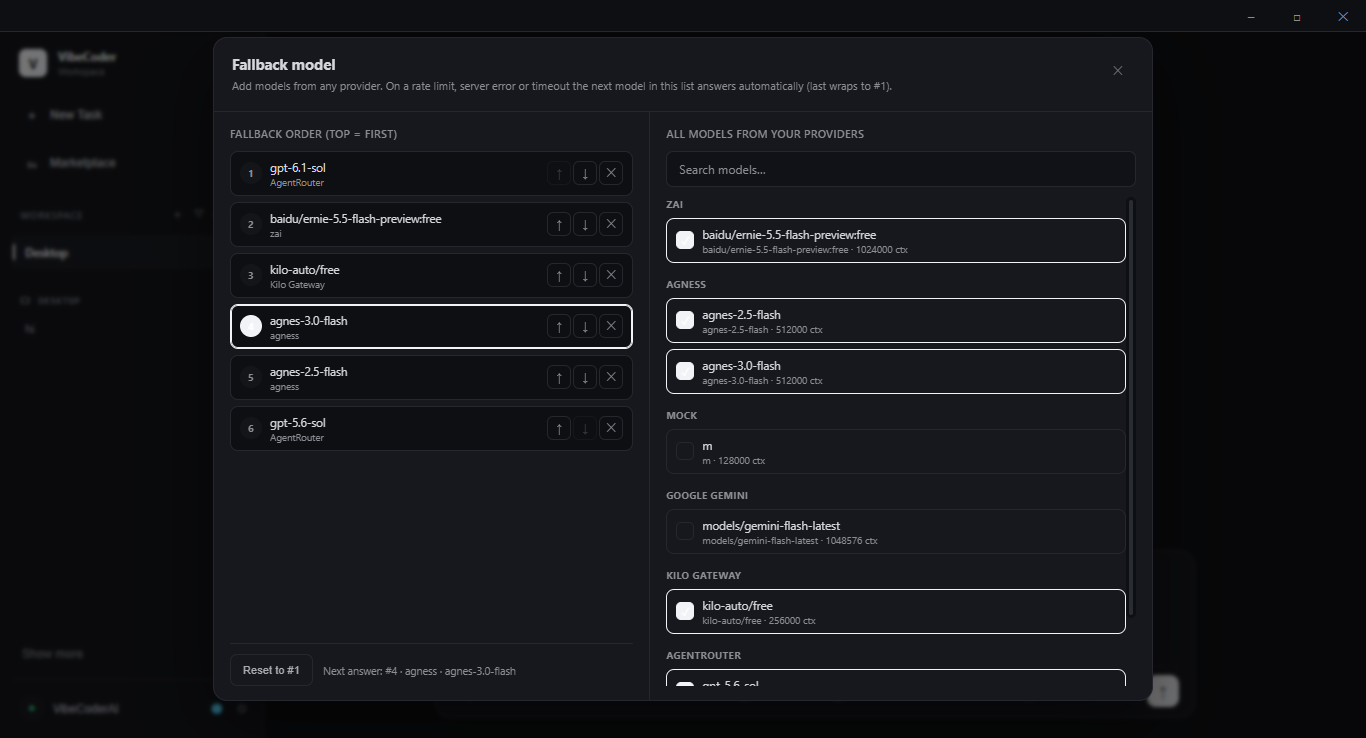 VibeCoder
Workspace
New Task
Marketplace
WORKSPACE
Desktop
DESKTOP
Show more
VibeCoderAI
Fallback model
Add models from any provider. On a rate limit, server error or timeout the next model in this list answers automatically (last wraps to #1).
FALLBACK ORDER (TOP = FIRST)
1
gpt-6.1-sol
AgentRouter
2
baidu/ernie-5.5-flash-preview:free
zai
3
kilo-auto/free
Kilo Gateway
agnes-3.0-flash
agness
5
agnes-2.5-flash
agness
6
gpt-5.6-sol
AgentRouter
Reset to #1
Next answer: #4 · agness · agnes-3.0-flash
ALL MODELS FROM YOUR PROVIDERS
Search models...
ZAI
baidu/ernie-5.5-flash-preview:free
baidu/ernie-5.5-flash-preview:free · 1024000 ctx
AGNESS
agnes-2.5-flash
agnes-2.5-flash · 512000 ctx
agnes-3.0-flash
agnes-3.0-flash · 512000 ctx
MOCK
m
m · 128000 ctx
GOOGLE GEMINI
models/gemini-flash-latest
models/gemini-flash-latest · 1048576 ctx
KILO GATEWAY
kilo-auto/free
kilo-auto/free · 256000 ctx
AGENTROUTER
gpt-5.6-sol